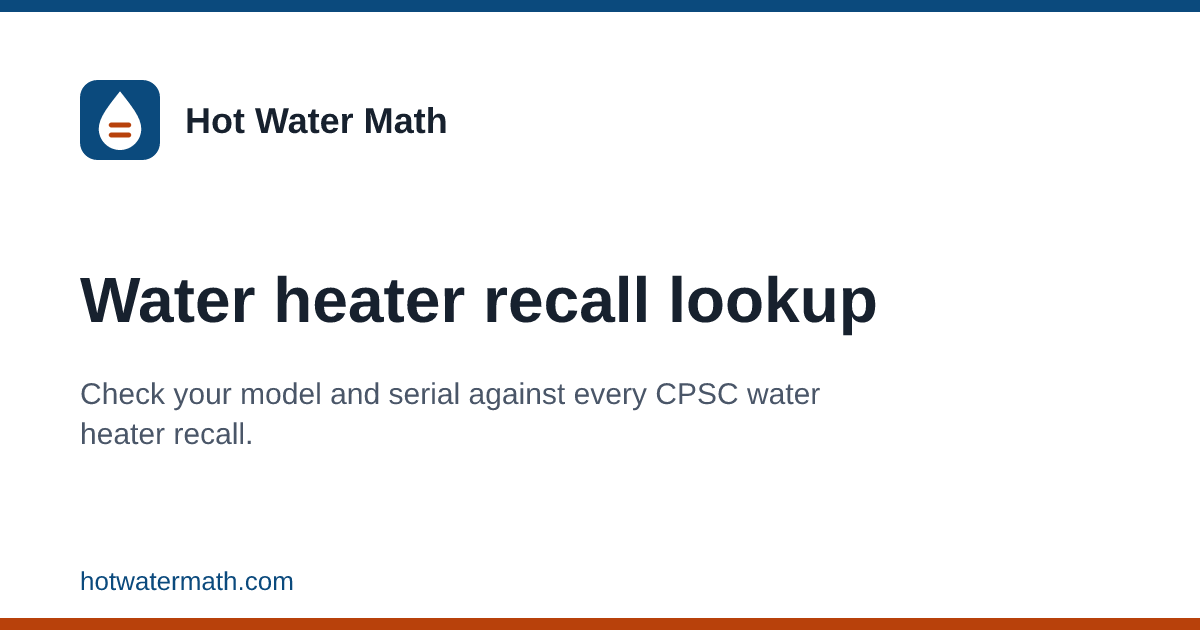 Hot Water Math
Water heater recall lookup
Check your model and serial against every CPSC water
heater recall.
hotwatermath.com